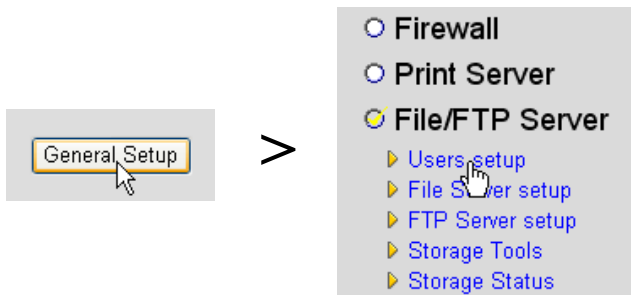 General Setup
>
Firewall
Print Server
File/FTP Server
Users setup
File Server setup
FTP Server setup
Storage Tools
Storage Status